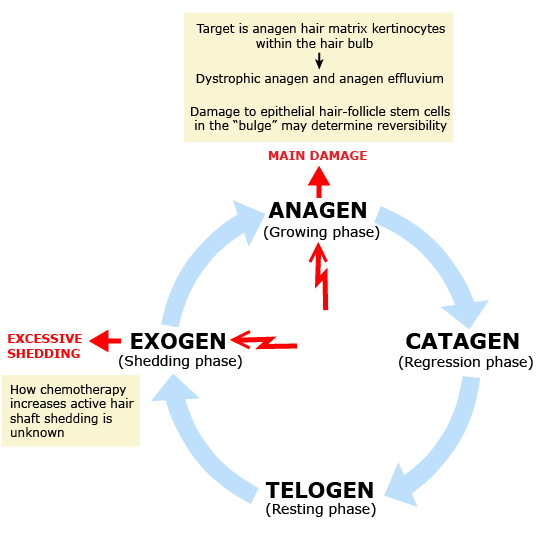 Target is anagen hair matrix kertinocytes
within the hair bulb
Dystrophic anagen and anagen effluvium
Damage to epithelial hair-follicle stem cells
in the “bulge” may determine reversibility
MAIN DAMAGE
ANAGEN
(Growing phase)
EXCESSIVE
SHEDDING
EXOGEN
(Shedding phase)
CATAGEN
(Regression phase)
How chemotherapy
increases active hair
shaft shedding is
unknown
TELOGEN
(Resting phase)